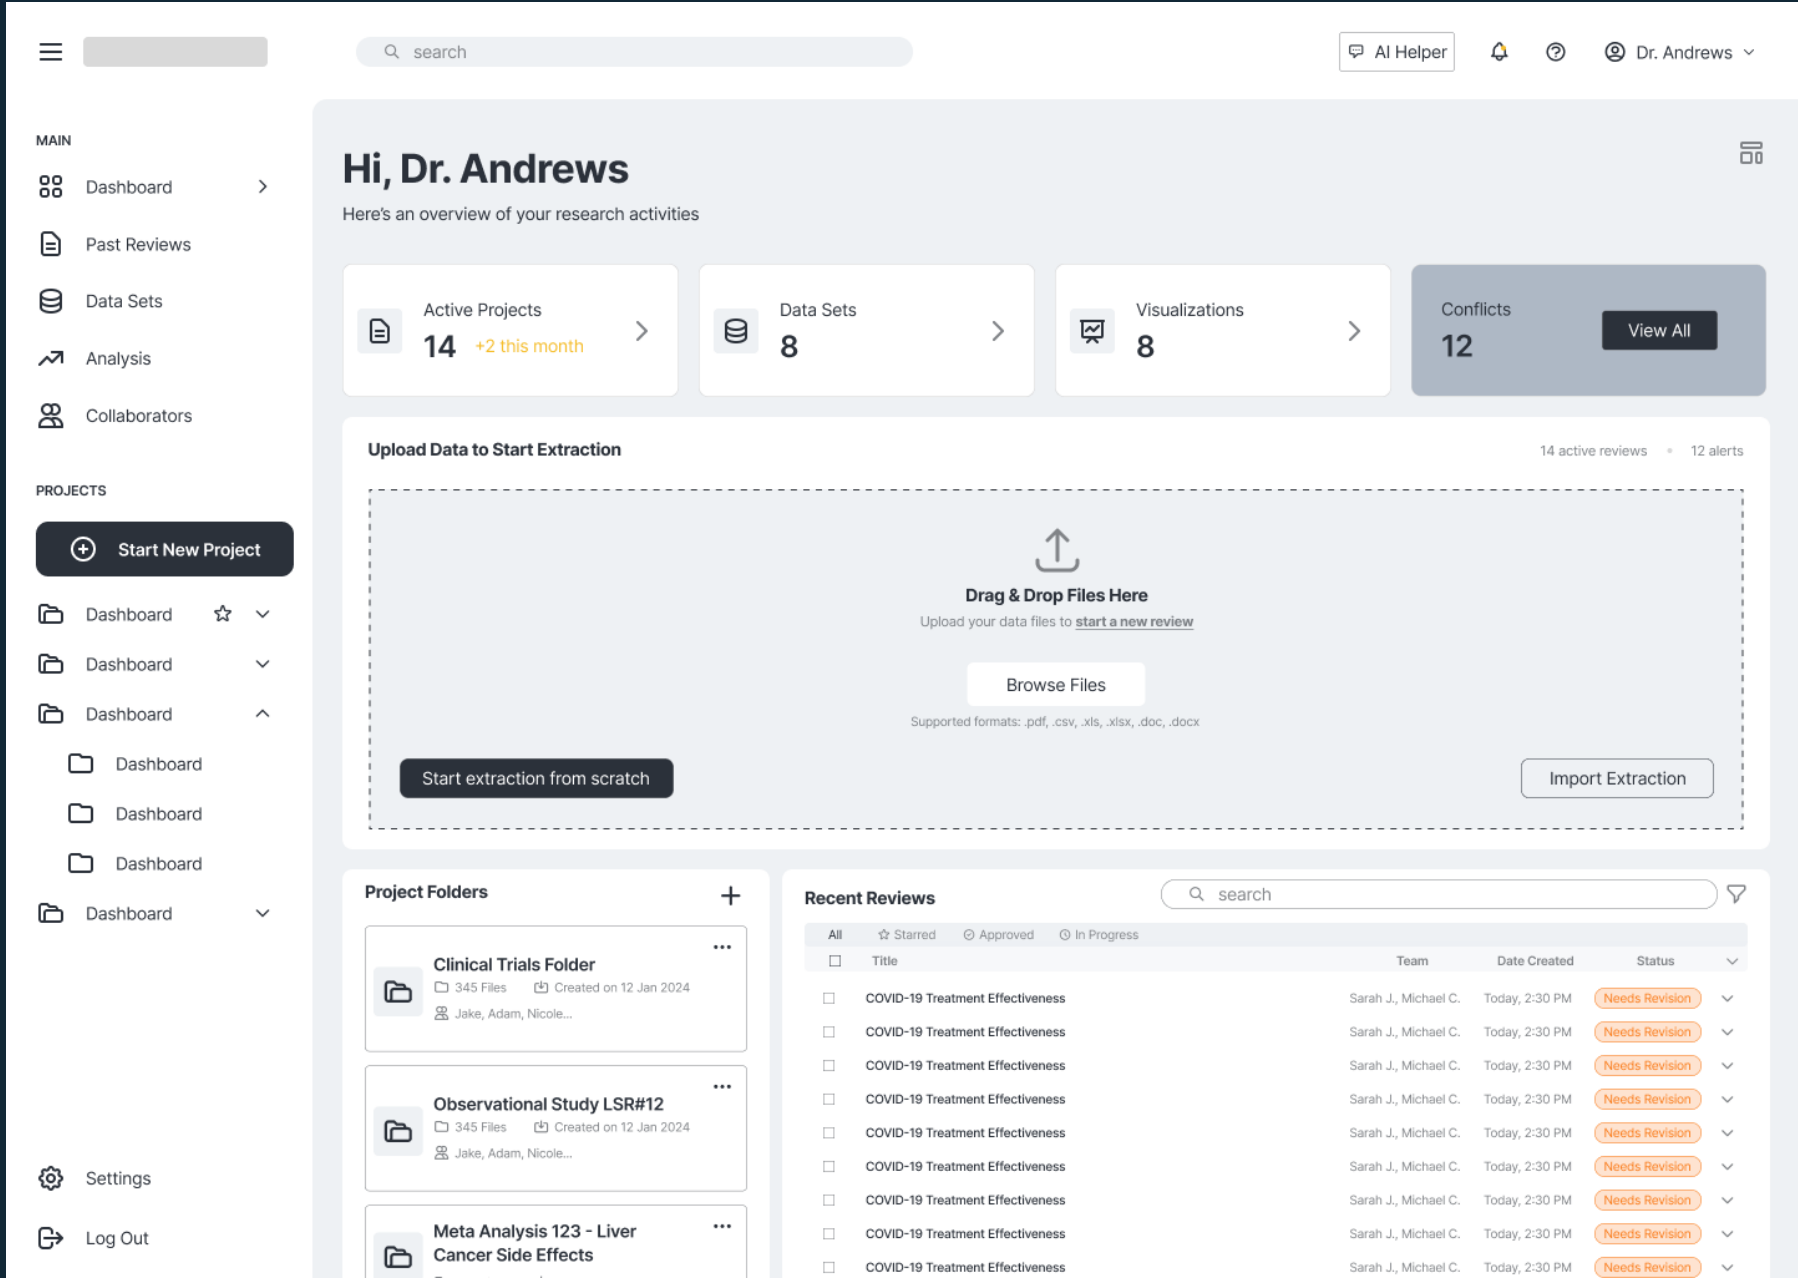 search
AI Helper
Dr. Andrews
MAIN
Dashboard
Past Reviews
Data Sets
Analysis
Collaborators
PROJECTS
Start New Project
Dashboard
Dashboard
Dashboard
Dashboard
Dashboard
Dashboard
Dashboard
Settings
Log Out
Hi, Dr. Andrews
Here's an overview of your research activities
Active Projects
14 +2 this month
Data Sets
8
Visualizations
8
Conflicts
12
View All
Upload Data to Start Extraction
14 active reviews • 12 alerts
Drag & Drop Files Here
Upload your data files to start a new review
Browse Files
Supported formats: .pdf, .csv, .xls, .xlsx, .doc, .docx
Start extraction from scratch
Import Extraction
Project Folders
Clinical Trials Folder
345 Files Created on 12 Jan 2024
Jake, Adam, Nicole...
Observational Study LSR#12
345 Files Created on 12 Jan 2024
Jake, Adam, Nicole...
Meta Analysis 123 - Liver
Cancer Side Effects
Recent Reviews
search
All Starred Approved In Progress
Title Team Date Created Status
COVID-19 Treatment Effectiveness Sarah J., Michael C. Today, 2:30 PM Needs Revision
COVID-19 Treatment Effectiveness Sarah J., Michael C. Today, 2:30 PM Needs Revision
COVID-19 Treatment Effectiveness Sarah J., Michael C. Today, 2:30 PM Needs Revision
COVID-19 Treatment Effectiveness Sarah J., Michael C. Today, 2:30 PM Needs Revision
COVID-19 Treatment Effectiveness Sarah J., Michael C. Today, 2:30 PM Needs Revision
COVID-19 Treatment Effectiveness Sarah J., Michael C. Today, 2:30 PM Needs Revision
COVID-19 Treatment Effectiveness Sarah J., Michael C. Today, 2:30 PM Needs Revision
COVID-19 Treatment Effectiveness Sarah J., Michael C. Today, 2:30 PM Needs Revision
COVID-19 Treatment Effectiveness Sarah J., Michael C. Today, 2:30 PM Needs Revision